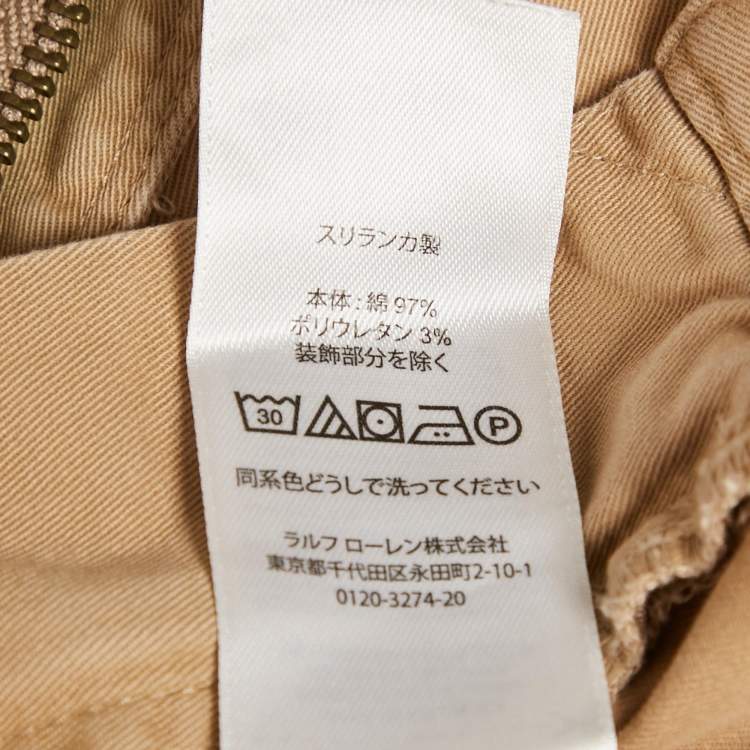 スリランカ製
本体 : 綿 97%
ポリウレタン 3%
装飾部分を除く
30 P
同系色どうしで洗ってください
ラルフ ローレン株式会社
東京都千代田区永田町2-10-1
0120-3274-20